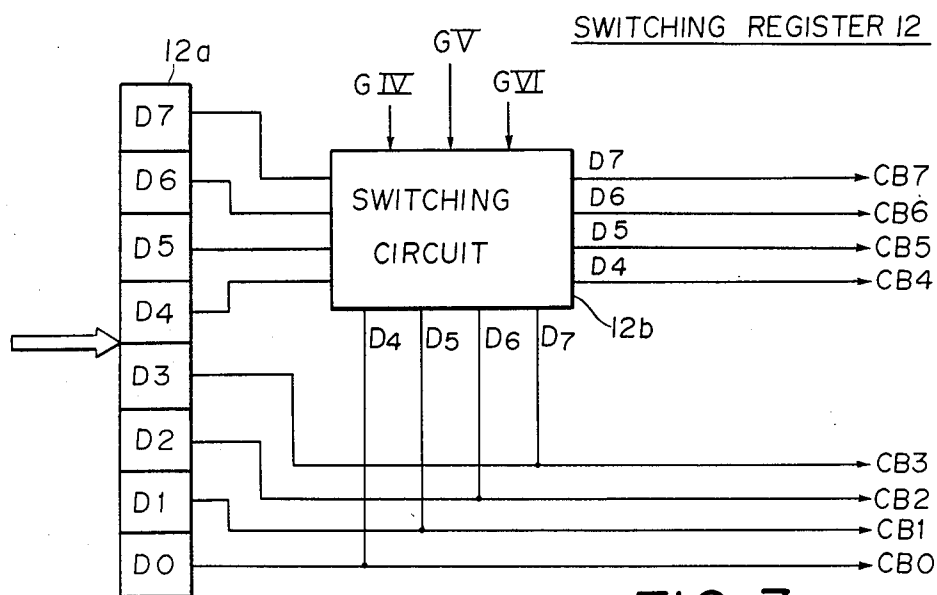 SWITCHING REGISTER 12
12a
GV
GIV
GVI
D7
D6
D5
D4
D3
D2
D1
D0
SWITCHING
CIRCUIT
D7
D6
D5
D4
CB7
CB6
CB5
CB4
12b
D4
D5
D6
D7
CB3
CB2
CB1
CB0